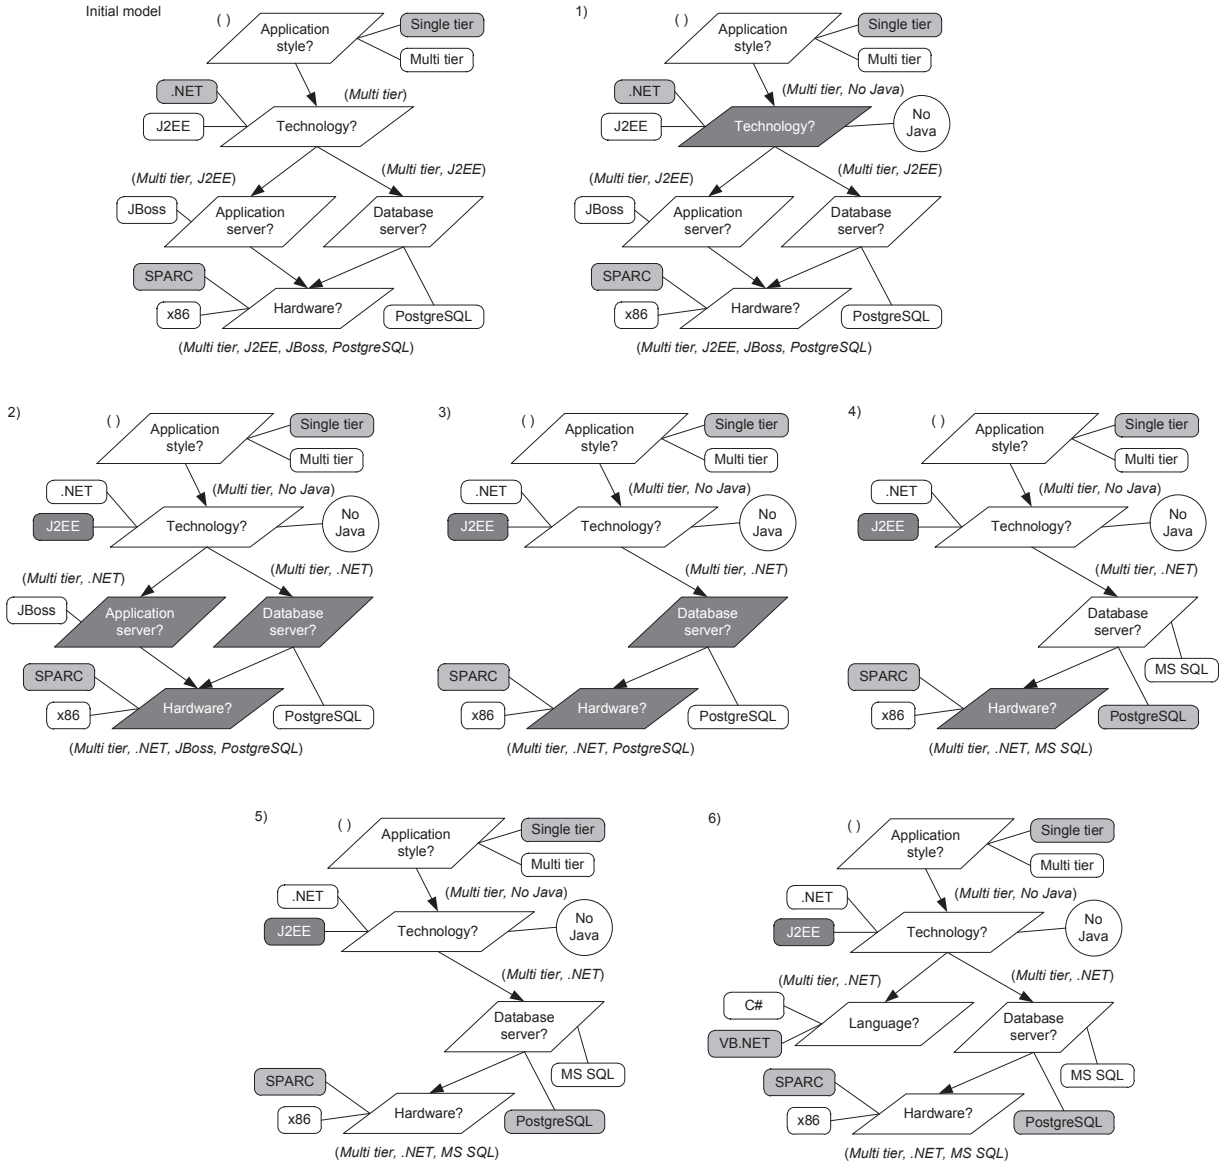 Initial model
( )
Application
style?
Single tier
Multi tier
.NET
(Multi tier)
J2EE
Technology?
(Multi tier, J2EE)
(Multi tier, J2EE)
JBoss
Application
server?
Database
server?
SPARC
Hardware?
x86
PostgreSQL
(Multi tier, J2EE, JBoss, PostgreSQL)
1)
( )
Application
style?
Single tier
Multi tier
.NET
(Multi tier, No Java)
J2EE
Technology?
No
Java
(Multi tier, J2EE)
(Multi tier, J2EE)
JBoss
Application
server?
Database
server?
SPARC
Hardware?
x86
PostgreSQL
(Multi tier, J2EE, JBoss, PostgreSQL)
2)
( )
Application
style?
Single tier
Multi tier
.NET
(Multi tier, No Java)
J2EE
Technology?
No
Java
(Multi tier, .NET)
(Multi tier, .NET)
JBoss
Application
server?
Database
server?
SPARC
Hardware?
x86
PostgreSQL
(Multi tier, .NET, JBoss, PostgreSQL)
3)
( )
Application
style?
Single tier
Multi tier
.NET
(Multi tier, No Java)
J2EE
Technology?
No
Java
(Multi tier, .NET)
Database
server?
SPARC
Hardware?
x86
PostgreSQL
(Multi tier, .NET, PostgreSQL)
4)
( )
Application
style?
Single tier
Multi tier
.NET
(Multi tier, No Java)
J2EE
Technology?
No
Java
(Multi tier, .NET)
Database
server?
MS SQL
SPARC
Hardware?
x86
PostgreSQL
(Multi tier, .NET, MS SQL)
5)
( )
Application
style?
Single tier
Multi tier
.NET
(Multi tier, No Java)
J2EE
Technology?
No
Java
(Multi tier, .NET)
Database
server?
MS SQL
SPARC
Hardware?
x86
PostgreSQL
(Multi tier, .NET, MS SQL)
6)
( )
Application
style?
Single tier
Multi tier
.NET
(Multi tier, No Java)
J2EE
Technology?
No
Java
(Multi tier, .NET)
(Multi tier, .NET)
C#
Language?
VB.NET
Database
server?
MS SQL
SPARC
Hardware?
x86
PostgreSQL
(Multi tier, .NET, MS SQL)